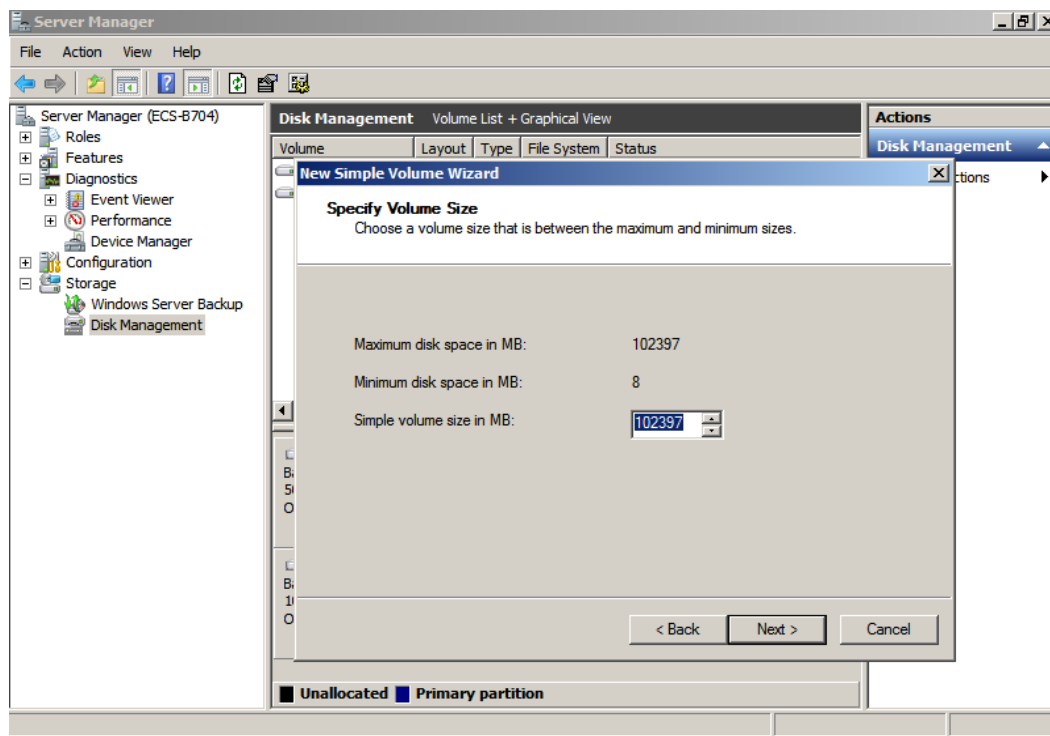 Server Manager
File Action View Help
Server Manager (ECS-B704)
Roles
Features
Diagnostics
Event Viewer
Performance
Device Manager
Configuration
Storage
Windows Server Backup
Disk Management
Disk Management Volume List + Graphical View
Volume Layout Type File System Status
New Simple Volume Wizard
Specify Volume Size
Choose a volume size that is between the maximum and minimum sizes.
Maximum disk space in MB: 102397
Minimum disk space in MB: 8
Simple volume size in MB: 102397
< Back Next > Cancel
Unallocated Primary partition
Actions
Disk Management